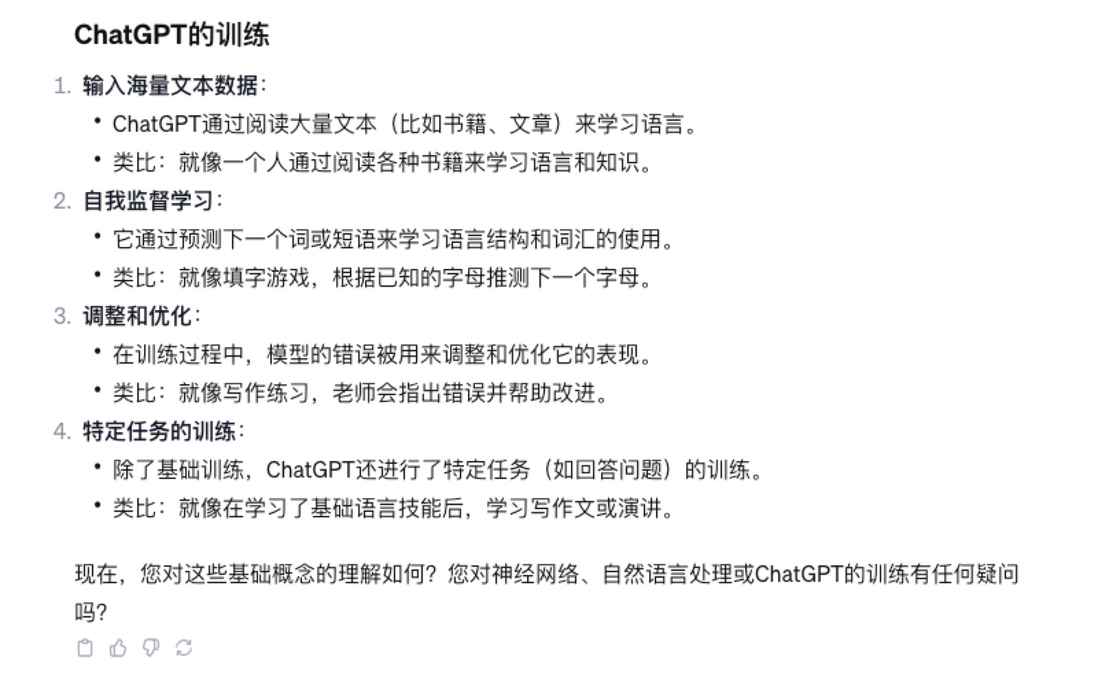 ChatGPT的训练
1. 输入海量文本数据：
• ChatGPT通过阅读大量文本（比如书籍、文章）来学习语言。
• 类比：就像一个人通过阅读各种书籍来学习语言和知识。
2. 自我监督学习：
• 它通过预测下一个词或短语来学习语言结构和词汇的使用。
• 类比：就像填字游戏，根据已知的字母推测下一个字母。
3. 调整和优化：
• 在训练过程中，模型的错误被用来调整和优化它的表现。
• 类比：就像写作练习，老师会指出错误并帮助改进。
4. 特定任务的训练：
• 除了基础训练，ChatGPT还进行了特定任务（如回答问题）的训练。
• 类比：就像在学习了基础语言技能后，学习写作文或演讲。
现在，您对这些基础概念的理解如何？您对神经网络、自然语言处理或ChatGPT的训练有任何疑问
吗？